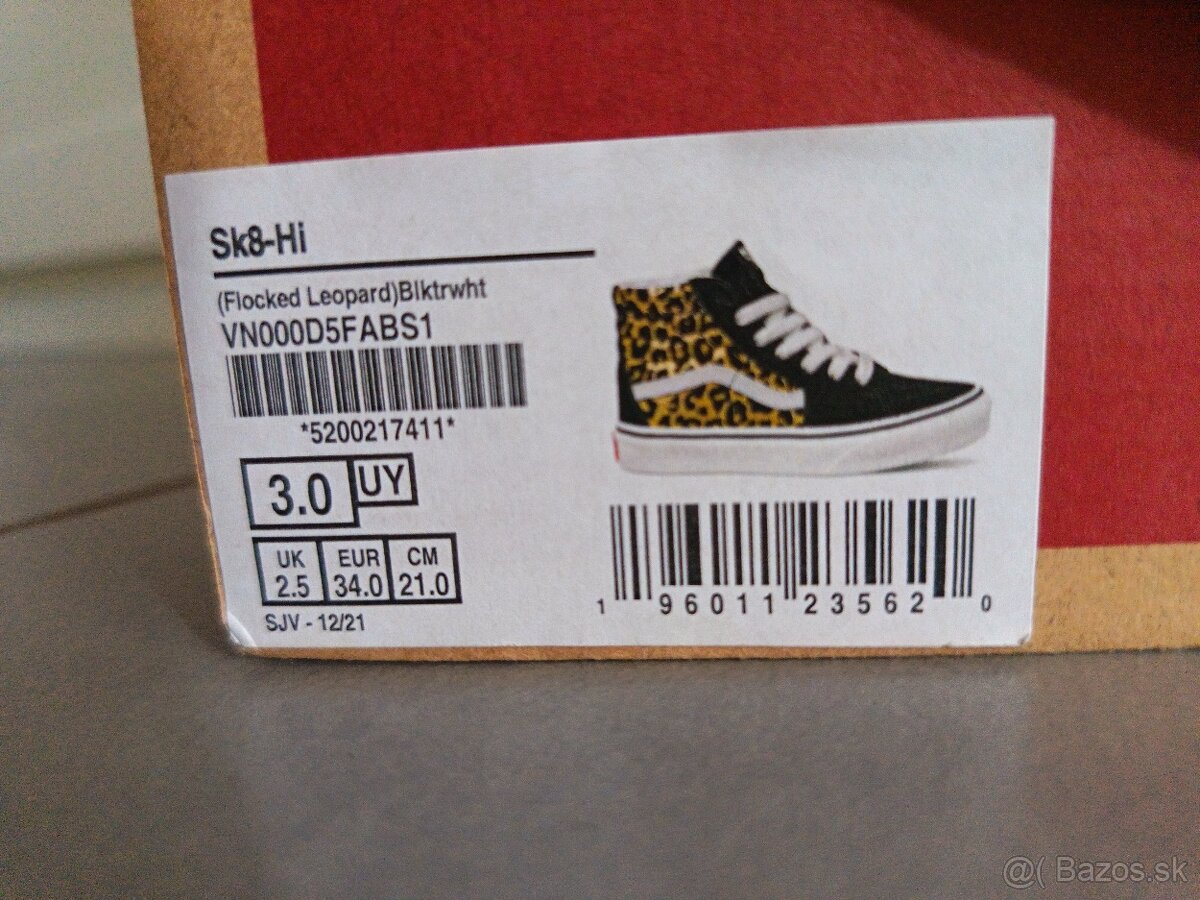 Sk8-Hi
(Flocked Leopard)Blktrwht
VN000D5FABS1
*5200217411*
3.0 UY
UK EUR CM
2.5 34.0 21.0
SJV - 12/21
1 96011 23562 0
@( Bazos.sk